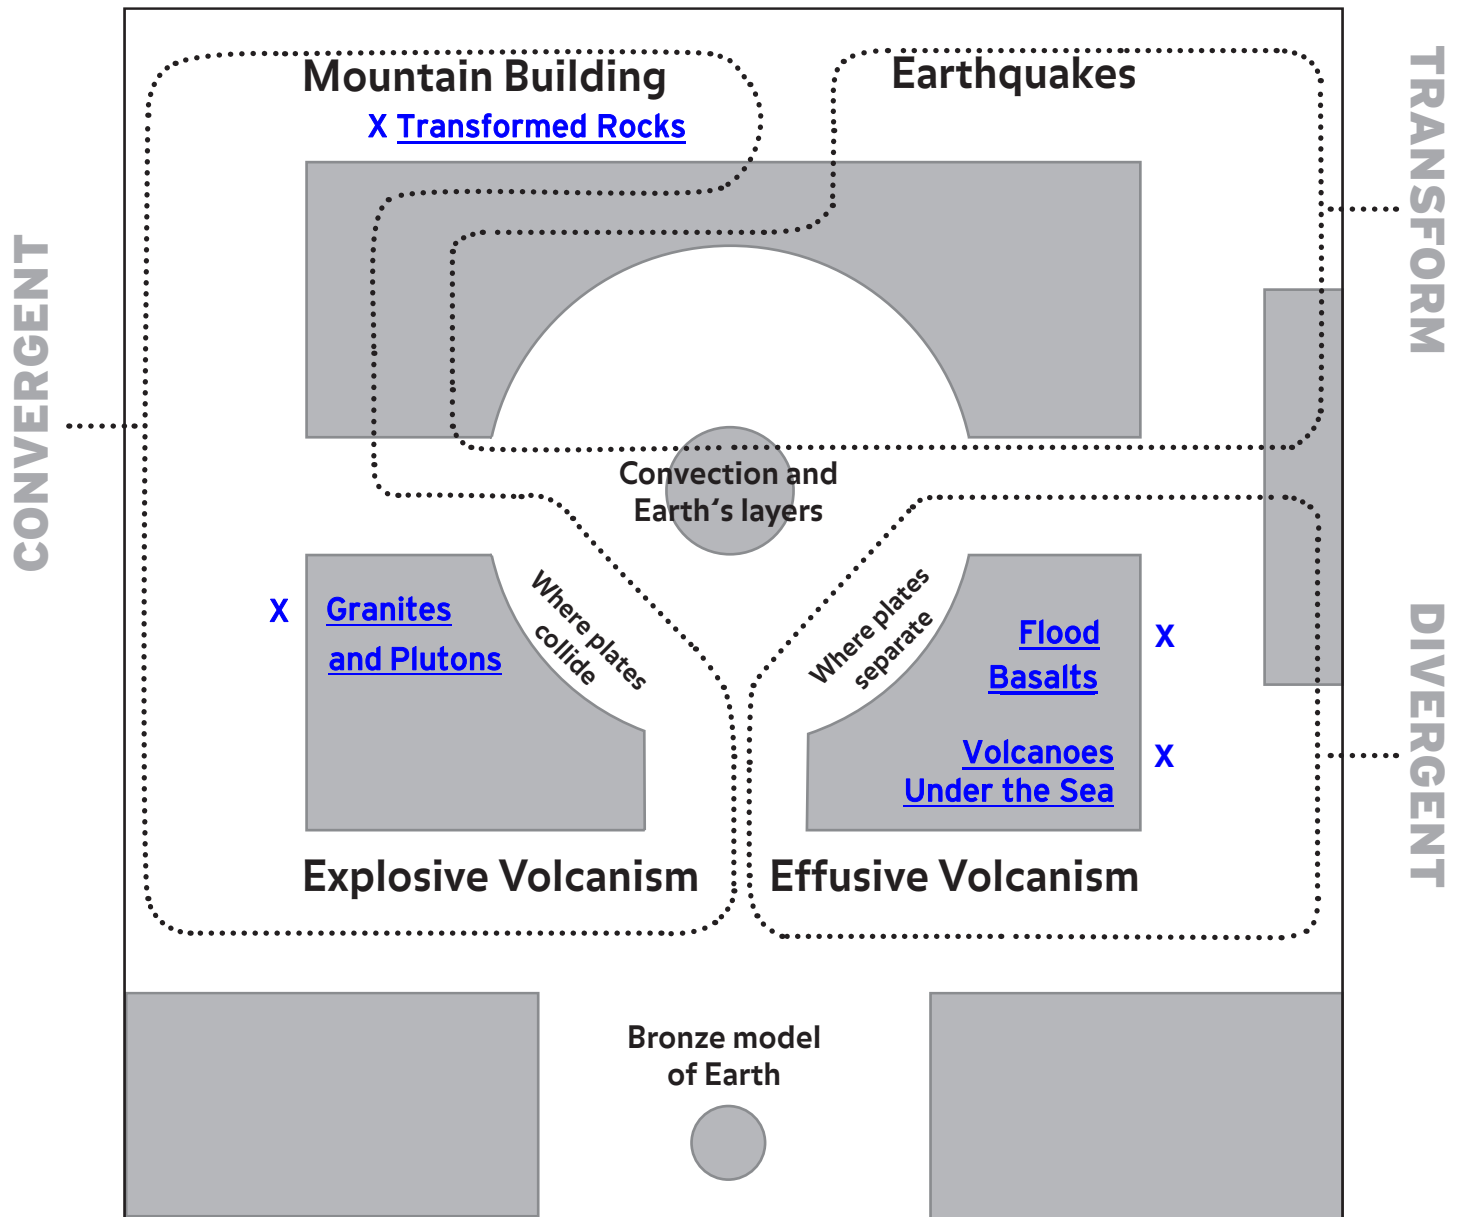 Mountain Building
X Transformed Rocks
Earthquakes
TRANSFORM
CONVERGENT
Convection and
Earth‘s layers
Where plates
collide
Where plates
separate
X Granites
and Plutons
Flood X
Basalts
Volcanoes X
Under the Sea
DIVERGENT
Explosive Volcanism
Effusive Volcanism
Bronze model
of Earth